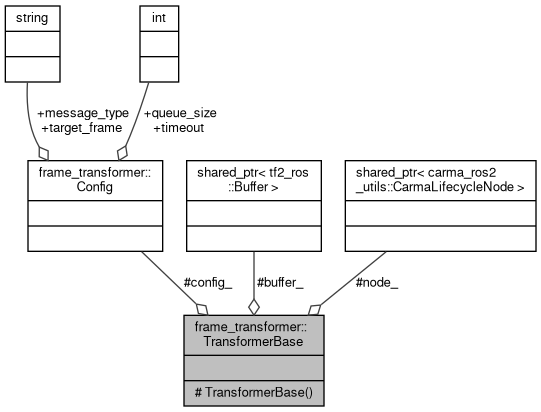 string
int
+message_type
+target_frame
+queue_size
+timeout
frame_transformer::
Config
shared_ptr< tf2_ros
::Buffer >
shared_ptr< carma_ros2
_utils::CarmaLifecycleNode >
#config_
#buffer_
#node_
frame_transformer::
TransformerBase
# TransformerBase()